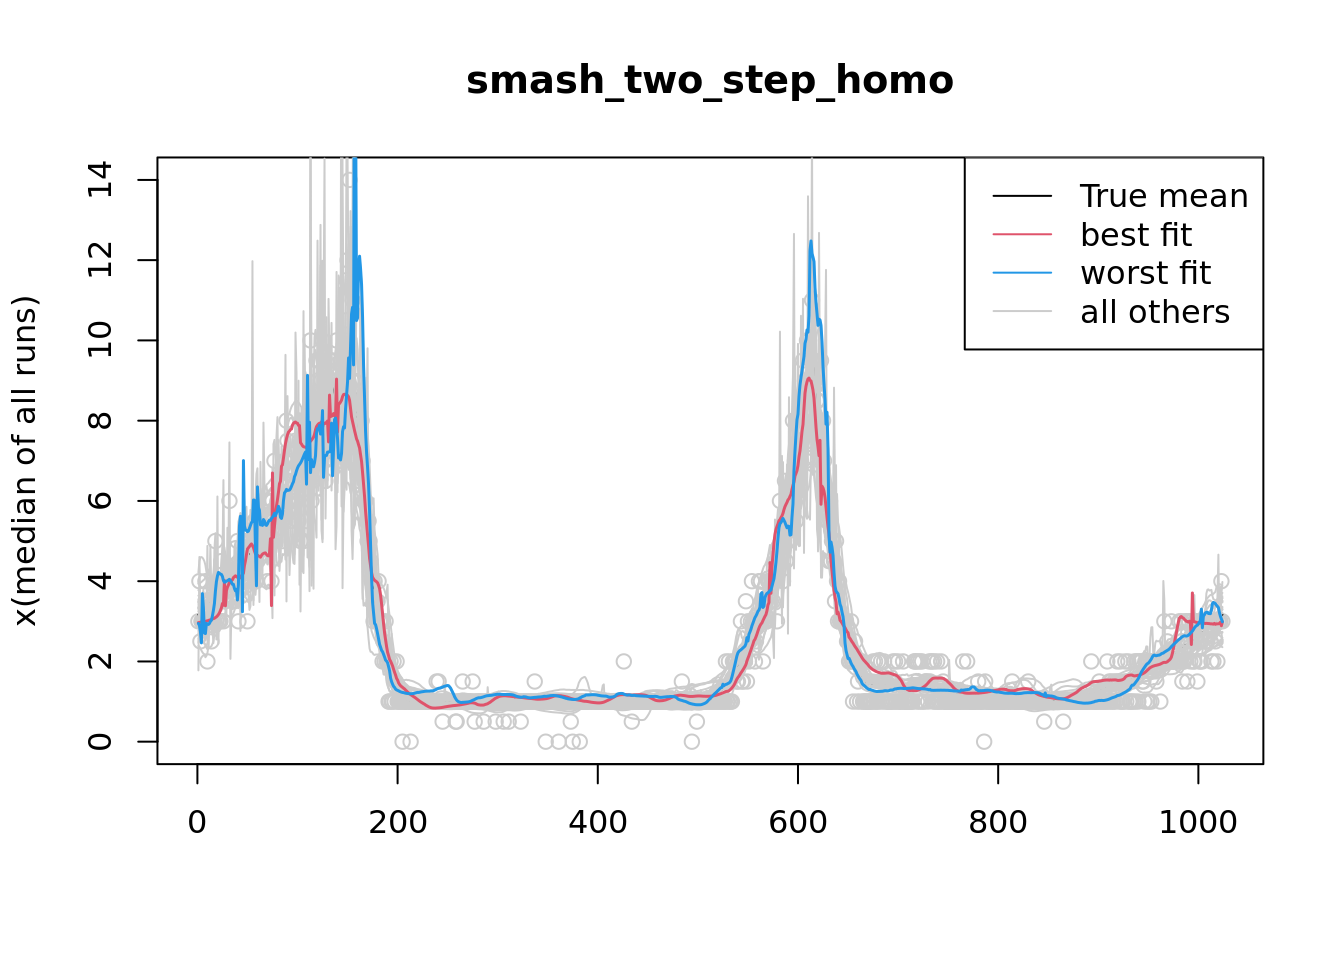 smash_two_step_homo
x(median of all runs)
14
12
10
8
6
4
2
0
True mean
best fit
worst fit
all others
0 200 400 600 800 1000